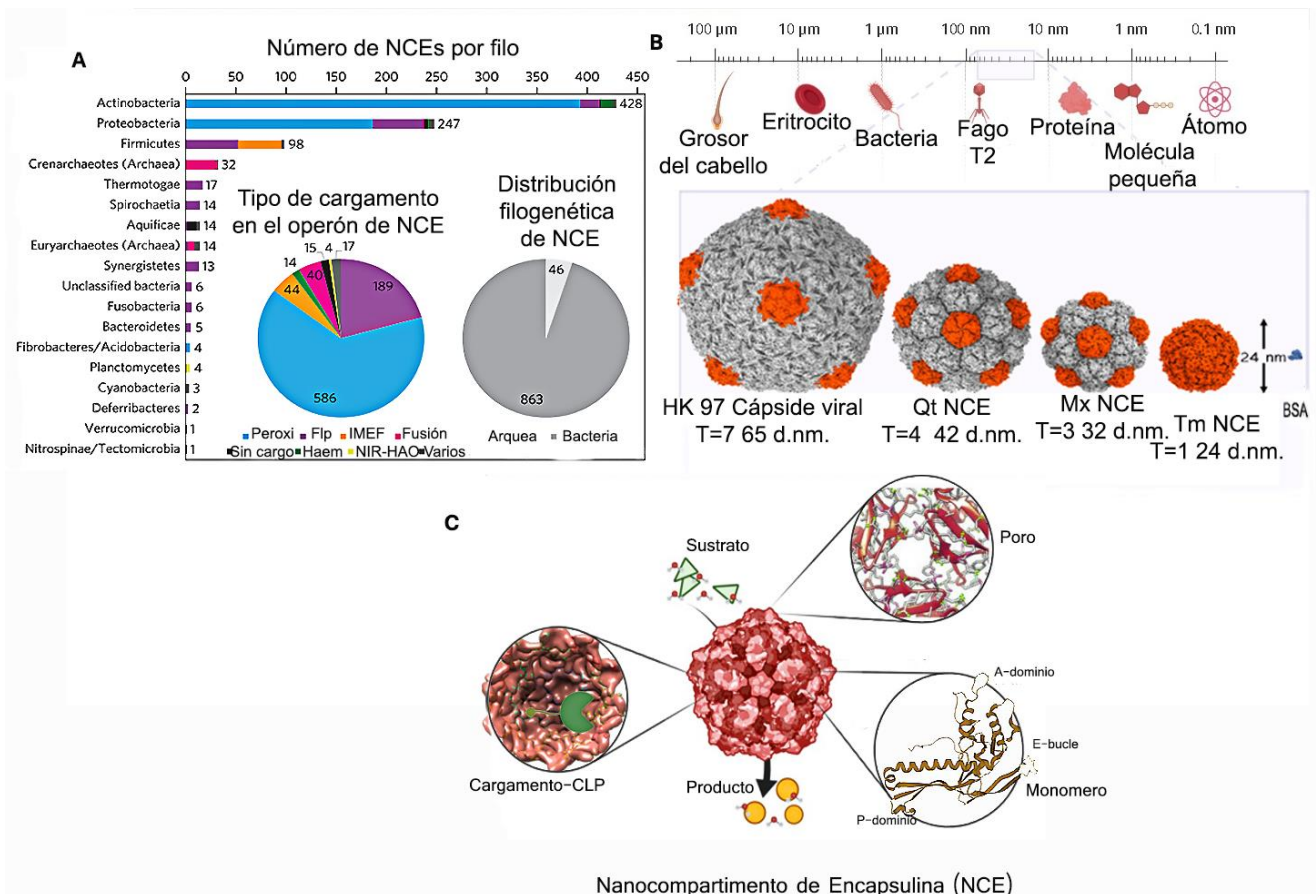 A
Número de NCEs por filo
0 50 100 150 200 250 300 350 400 450
Actinobacteria 428
Proteobacteria 247
Firmicutes 98
Crenarchaeotes (Archaea) 32
Thermotogae 17
Spirochaetia 14
Aquificae 14
Euryarchaeotes (Archaea) 14
Synergistetes 13
Unclassified bacteria 6
Fusobacteria 6
Bacteroidetes 5
Fibrobacteres/Acidobacteria 4
Planctomycetes 4
Cyanobacteria 3
Deferribacteres 2
Verrucomicrobia 1
Nitrospinae/Tectomicrobia 1
Tipo de cargamento
en el operón de NCE
15 4 17
14 40 189
44
586
Peroxi Flp IMEF Fusión
Sin cargo Haem NIR-HAO Varios
Distribución
filogenética
de NCE
46
863
Arquea Bacteria
B
100 µm 10 µm 1 µm 100 nm 10 nm 1 nm 0.1 nm
Grosor
del cabello
Eritrocito
Bacteria
Fago
T2
Proteína
Molécula
pequeña
Átomo
HK 97 Cápside viral
T=7 65 d.nm.
Qt NCE
T=4 42 d.nm.
Mx NCE
T=3 32 d.nm.
Tm NCE
T=1 24 d.nm.
24 nm
BSA
C
Sustrato
Poro
Cargamento-CLP
Producto
A-dominio
E-bucle
Monomero
P-dominio
Nanocompartimento de Encapsulina (NCE)